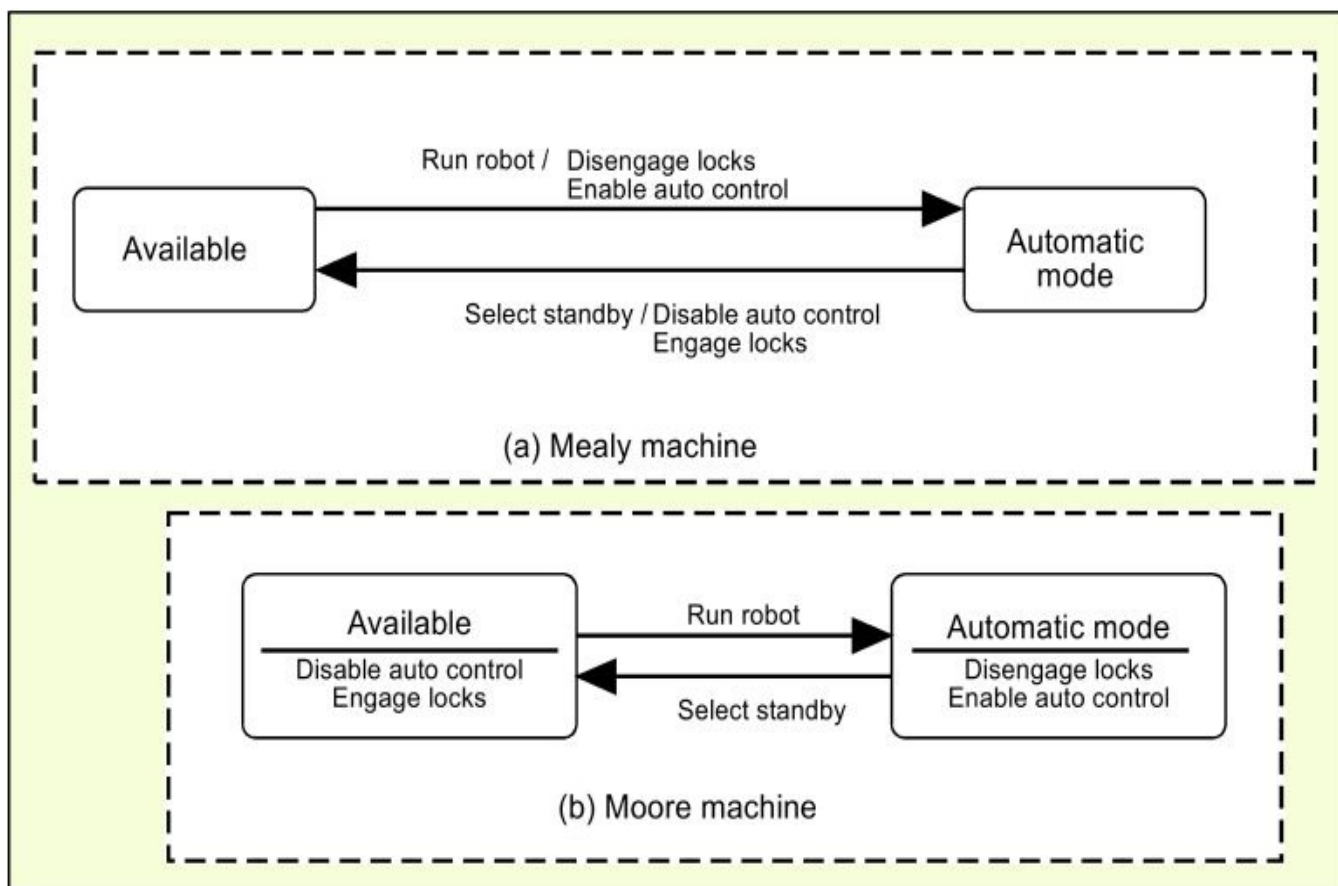 Run robot / Disengage locks
Enable auto control
Available
Automatic
mode
Select standby / Disable auto control
Engage locks
(a) Mealy machine
Available
Disable auto control
Engage locks
Run robot
Select standby
Automatic mode
Disengage locks
Enable auto control
(b) Moore machine